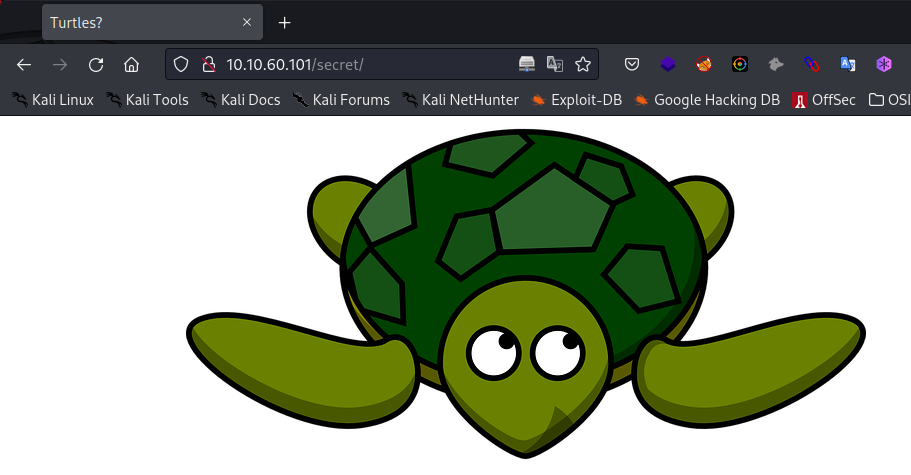 Turtles?
10.10.60.101/secret/
Kali Linux Kali Tools Kali Docs Kali Forums Kali NetHunter Exploit-DB Google Hacking DB OffSec OSI